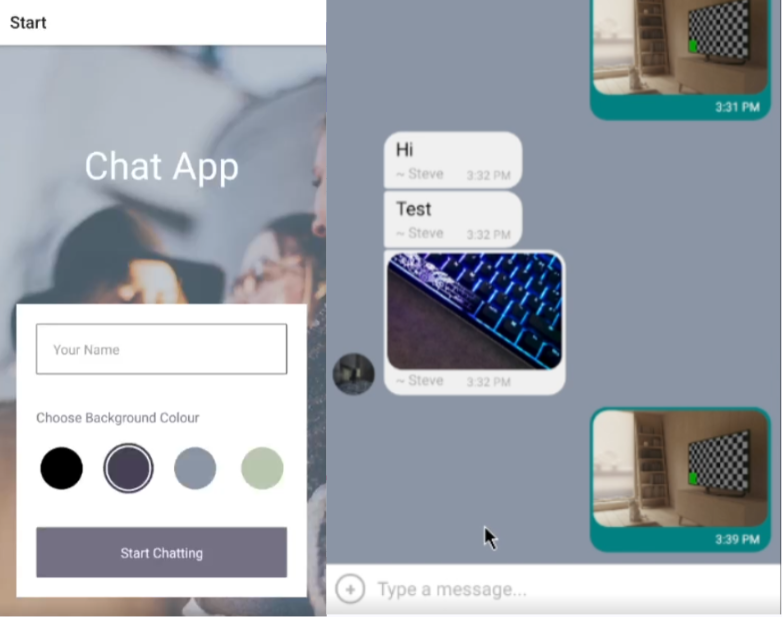 Start
Chat App
Your Name
Choose Background Colour
Start Chatting
3:31 PM
Hi
~ Steve 3:32 PM
Test
~ Steve 3:32 PM
~ Steve 3:32 PM
3:39 PM
Type a message...